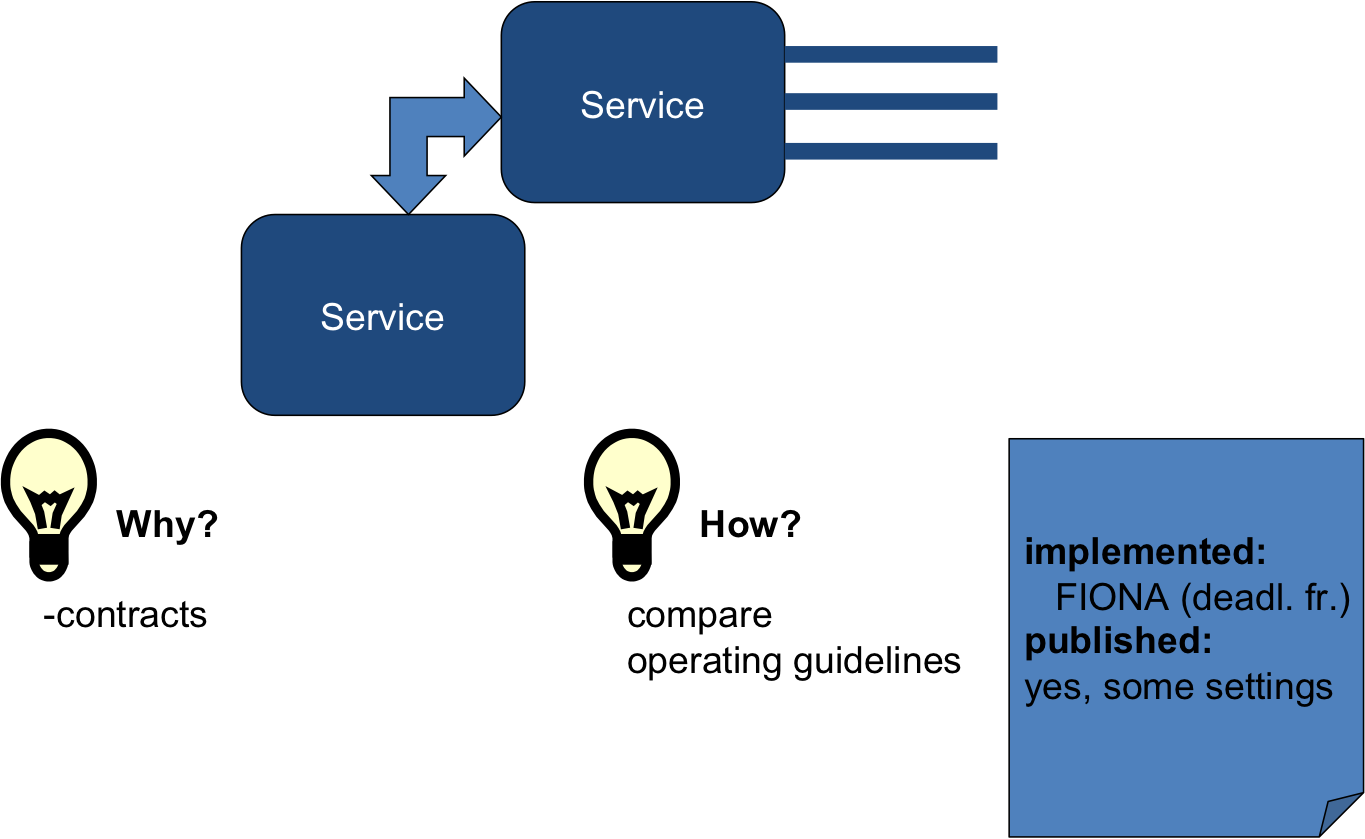 Service
Service
Why?
-contracts
How?
compare
operating guidelines
implemented:
FIONA (deadl. fr.)
published:
yes, some settings